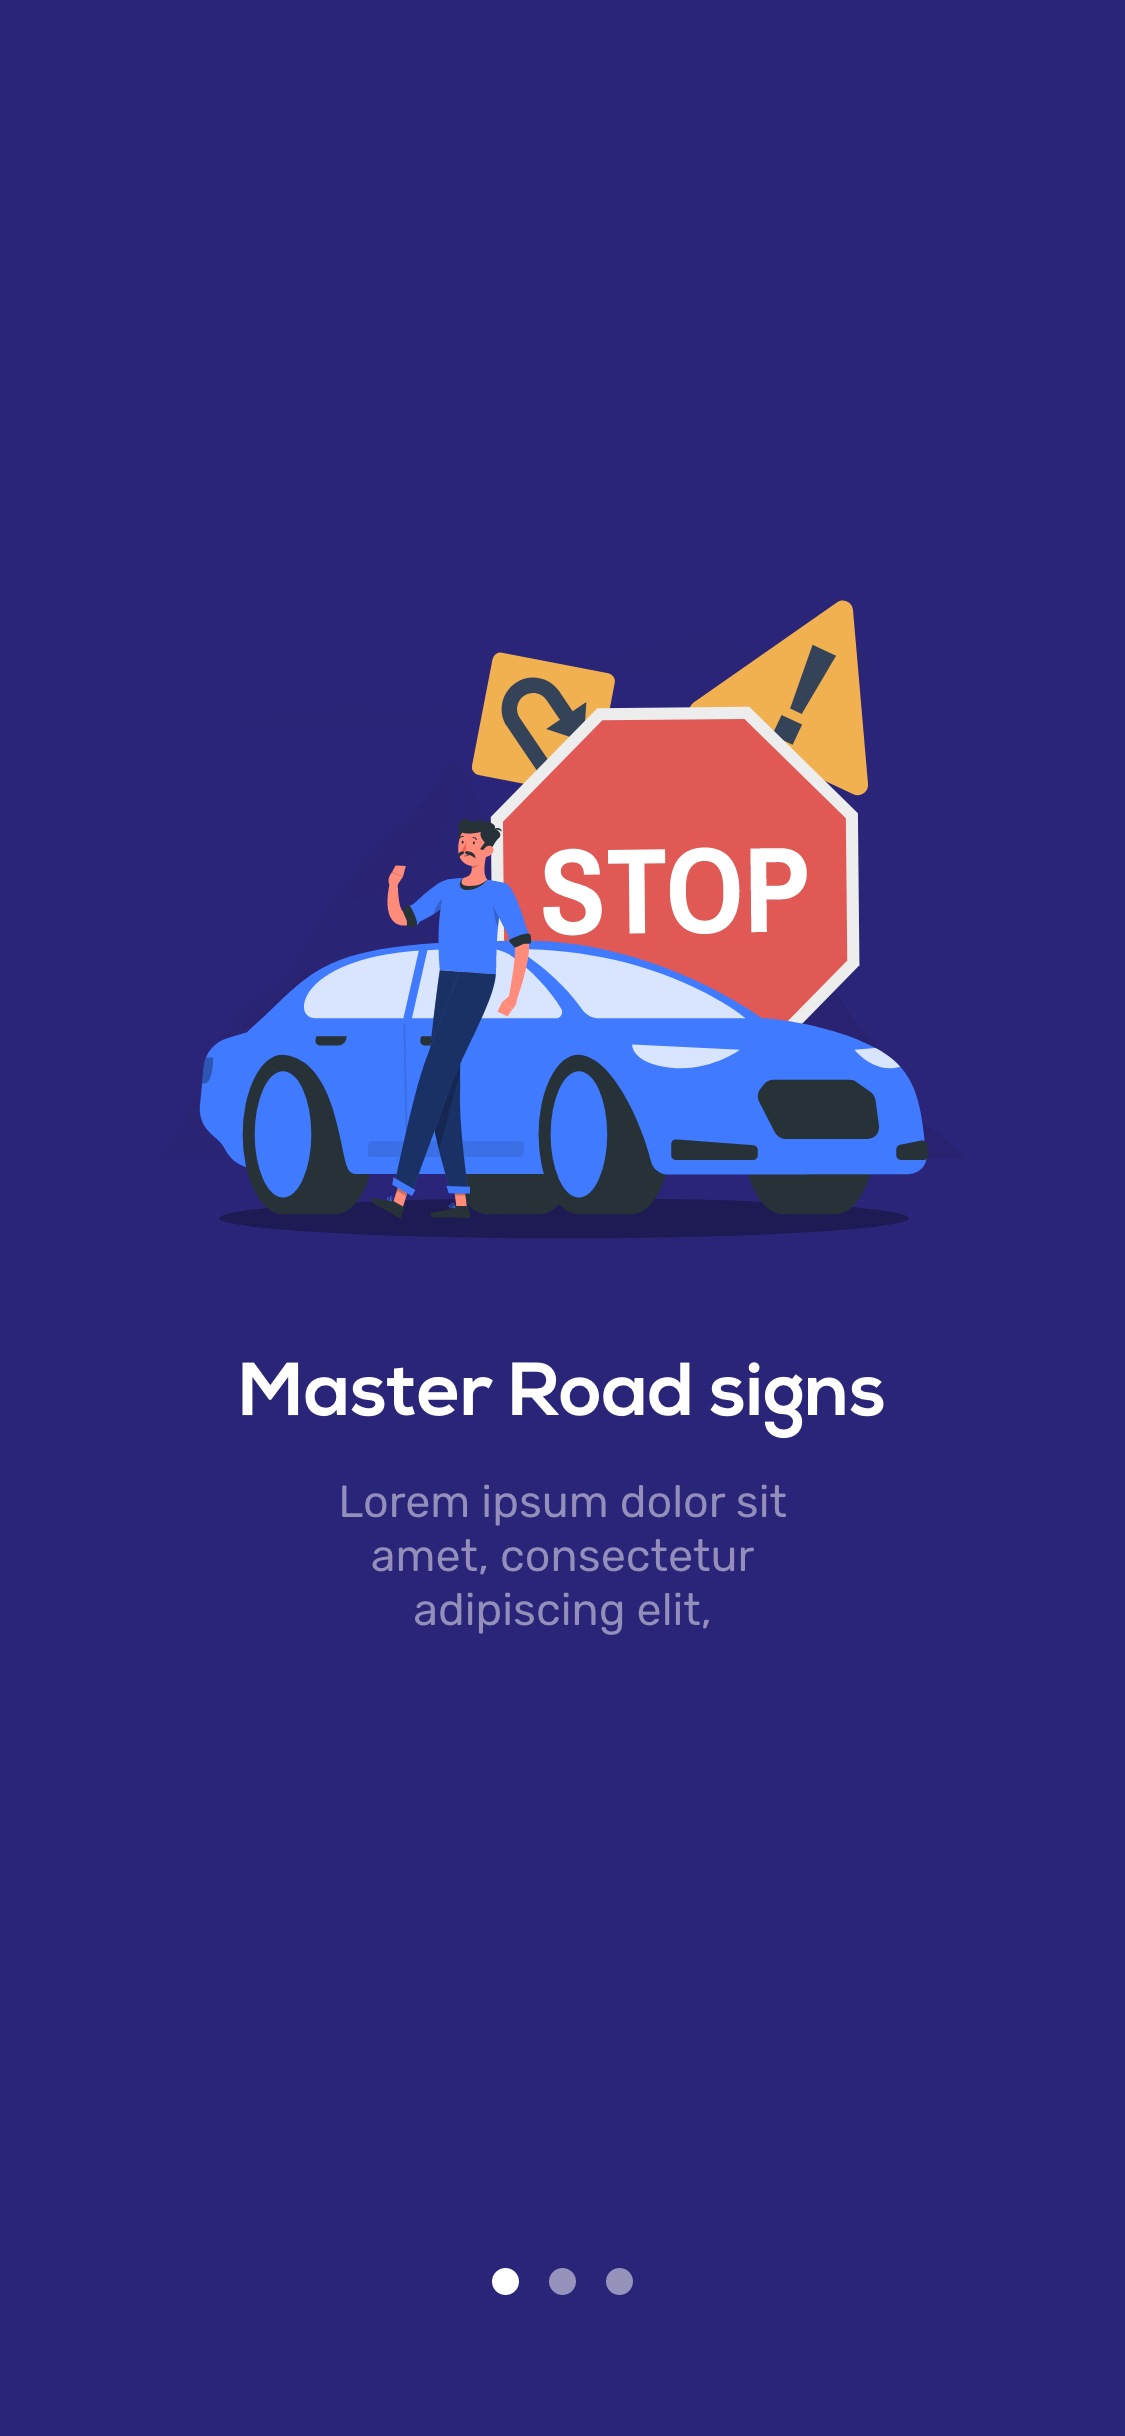 STOP
Master Road signs
Lorem ipsum dolor sit
amet, consectetur
adipiscing elit,